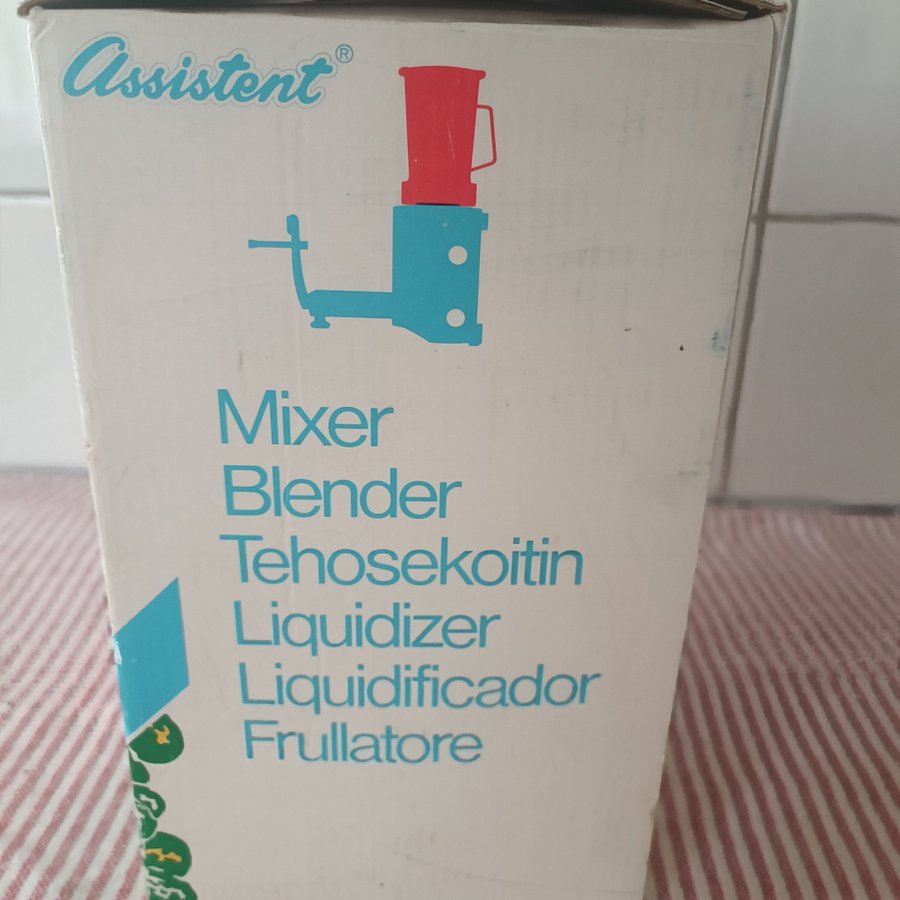 Assistent®
Mixer
Blender
Tehosekoitin
Liquidizer
Liquidificador
Frullatore